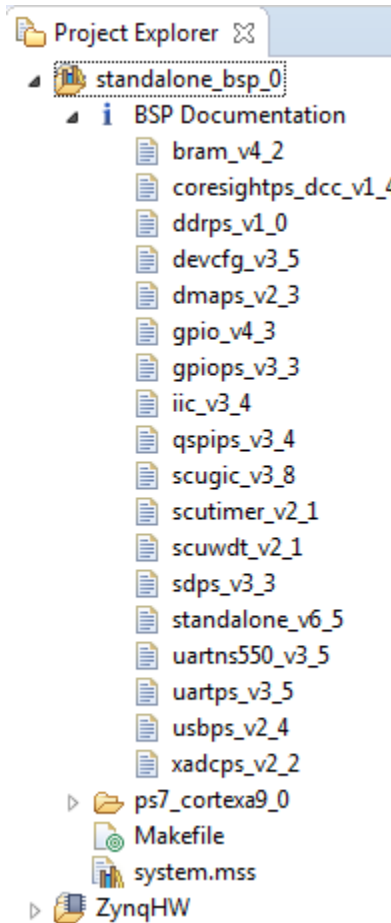 Project Explorer
standalone_bsp_0
i BSP Documentation
bram_v4_2
coresightps_dcc_v1_4
ddrps_v1_0
devcfg_v3_5
dmaps_v2_3
gpio_v4_3
gpiops_v3_3
iic_v3_4
qspips_v3_4
scugic_v3_8
scutimer_v2_1
scuwdt_v2_1
sdps_v3_3
standalone_v6_5
uartns550_v3_5
uartps_v3_5
usbps_v2_4
xadcps_v2_2
ps7_cortexa9_0
Makefile
system.mss
ZynqHW